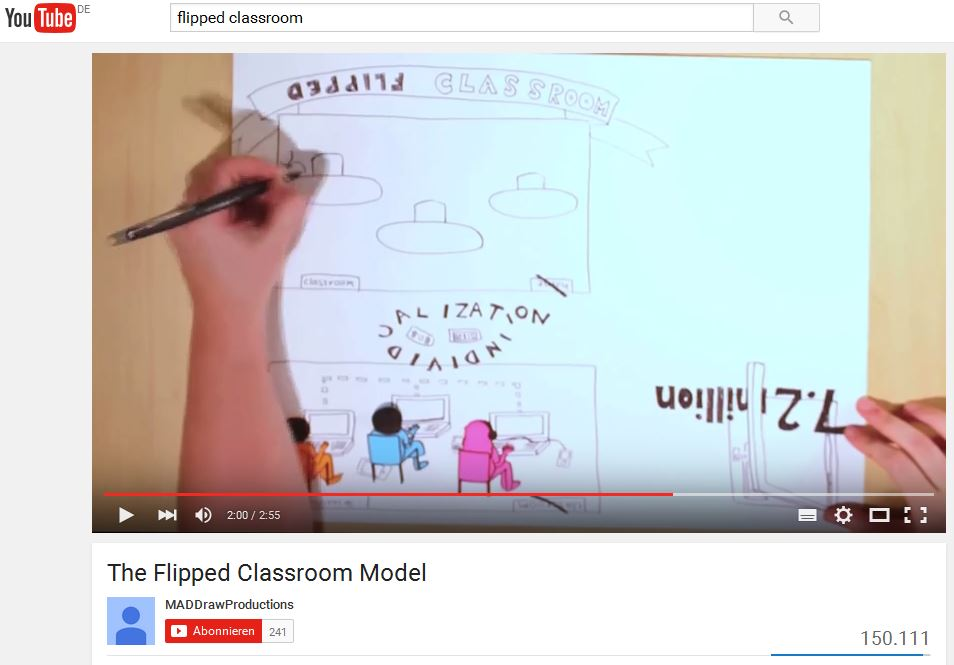 YouTube DE
flipped classroom
FLIPPED CLASSROOM
classroom
INDIVIDUALIZATION
7.2 million
2:00 / 2:55
The Flipped Classroom Model
MADDrawProductions
Abonnieren 241
150.111